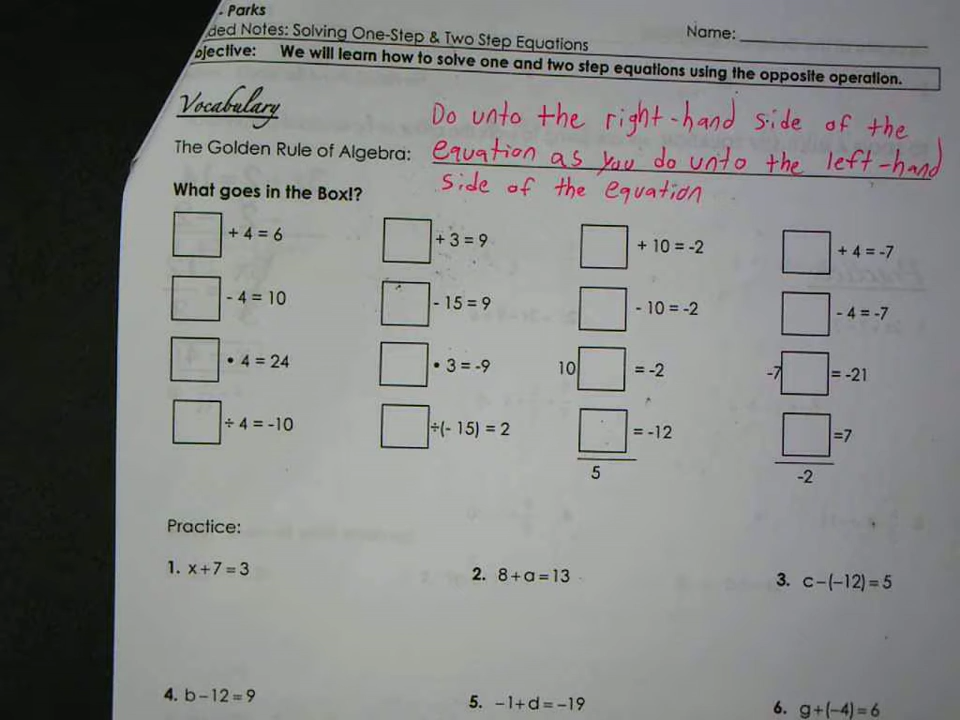 - Parks
ded Notes: Solving One-Step & Two Step Equations
Name:
ojective: We will learn how to solve one and two step equations using the opposite operation.
Vocabulary
Do unto the right-hand side of the
The Golden Rule of Algebra: equation as you do unto the left-hand
side of the equation
What goes in the Box!?
+ 4 = 6 + 3 = 9 + 10 = -2 + 4 = -7
- 4 = 10 - 15 = 9 - 10 = -2 - 4 = -7
• 4 = 24 • 3 = -9 10 = -2 -7 = -21
÷ 4 = -10 ÷(- 15) = 2 = -12 =7
5 -2
Practice:
1. x+7=3 2. 8+a=13 3. c-(-12)=5
4. b-12=9 5. -1+d=-19 6. g+(-4)=6